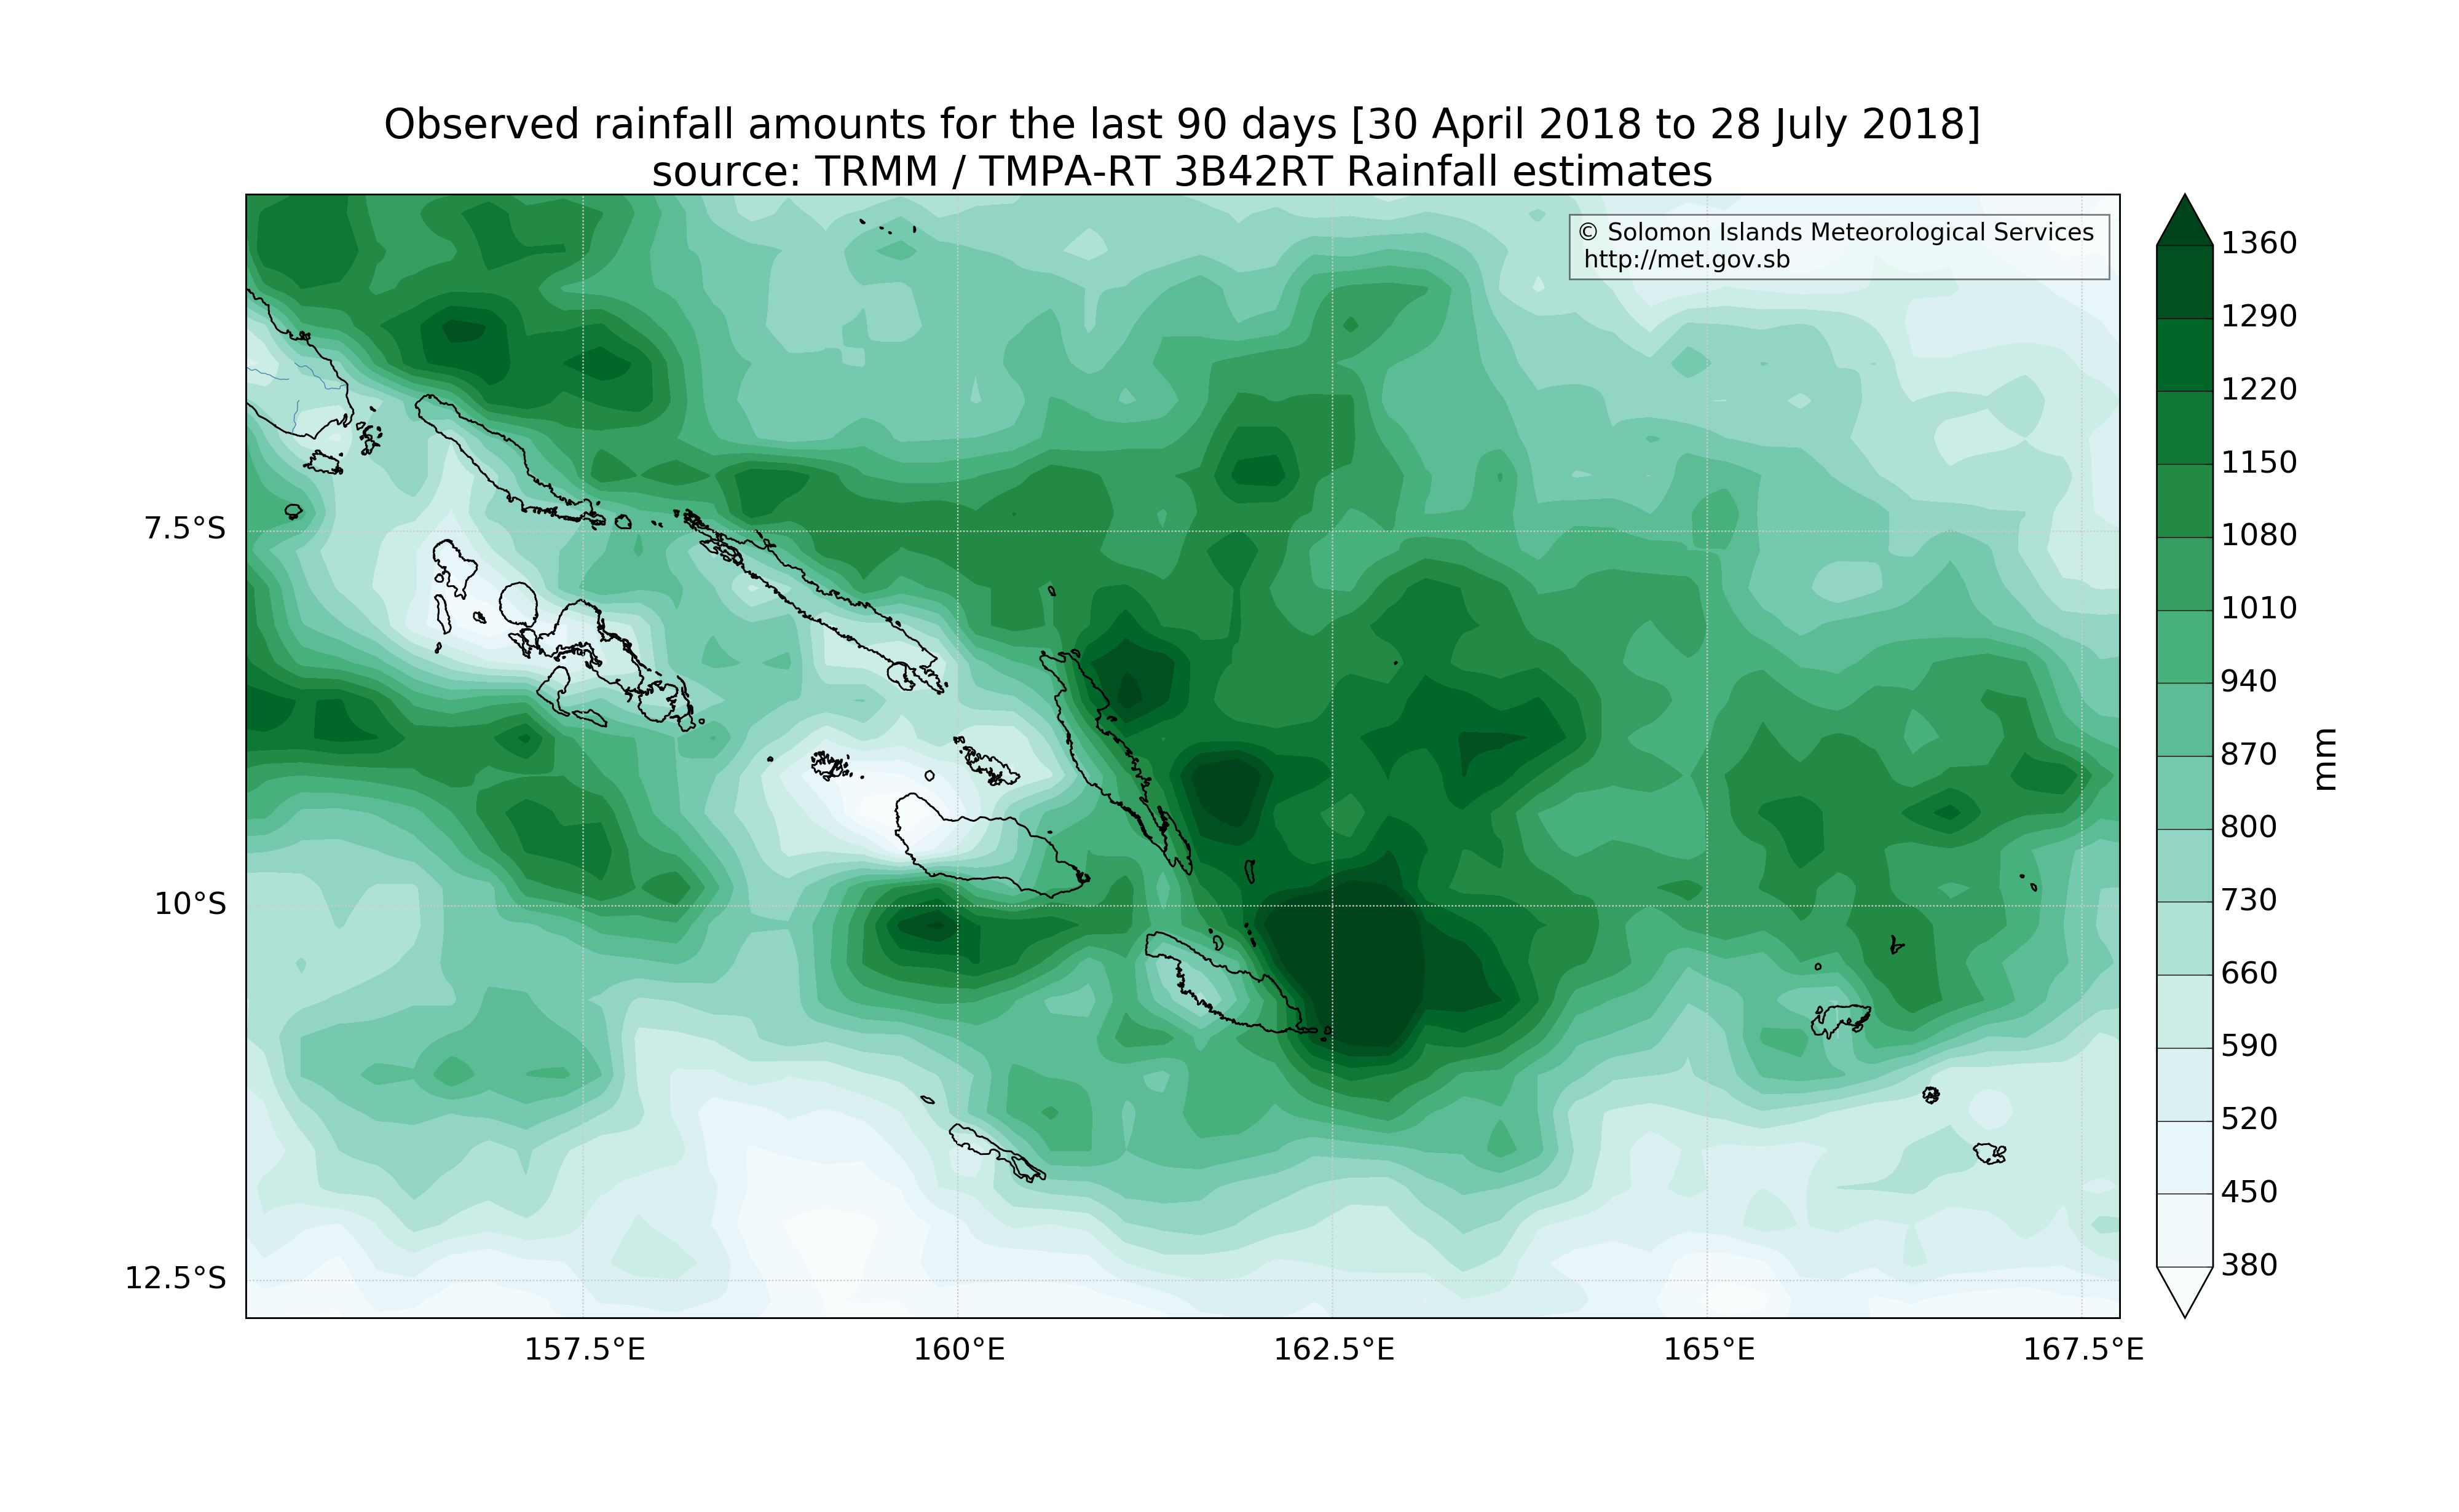 Observed rainfall amounts for the last 90 days [30 April 2018 to 28 July 2018]
source: TRMM / TMPA-RT 3B42RT Rainfall estimates
© Solomon Islands Meteorological Services
http://met.gov.sb
7.5°S
10°S
12.5°S
157.5°E
160°E
162.5°E
165°E
167.5°E
1360
1290
1220
1150
1080
1010
940
870
800
730
660
590
520
450
380
mm